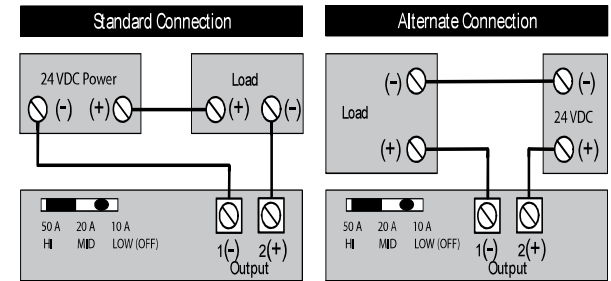 Standard Connection
24 VDC Power
Load
(-)
(+)
(+)
(-)
50 A 20 A 10 A
HI MID LOW (OFF)
1(-) 2(+)
Output
Alternate Connection
(-)
(-)
Load
24 VDC
(+)
(+)
50 A 20 A 10 A
HI MID LOW (OFF)
1(-) 2(+)
Output